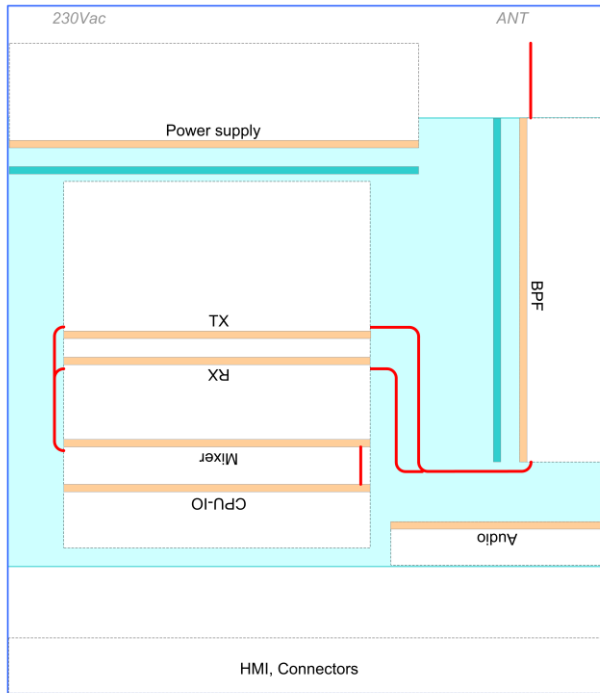 230Vac
ANT
Power supply
BPF
TX
RX
Mixer
CPU-IO
Audio
HMI, Connectors